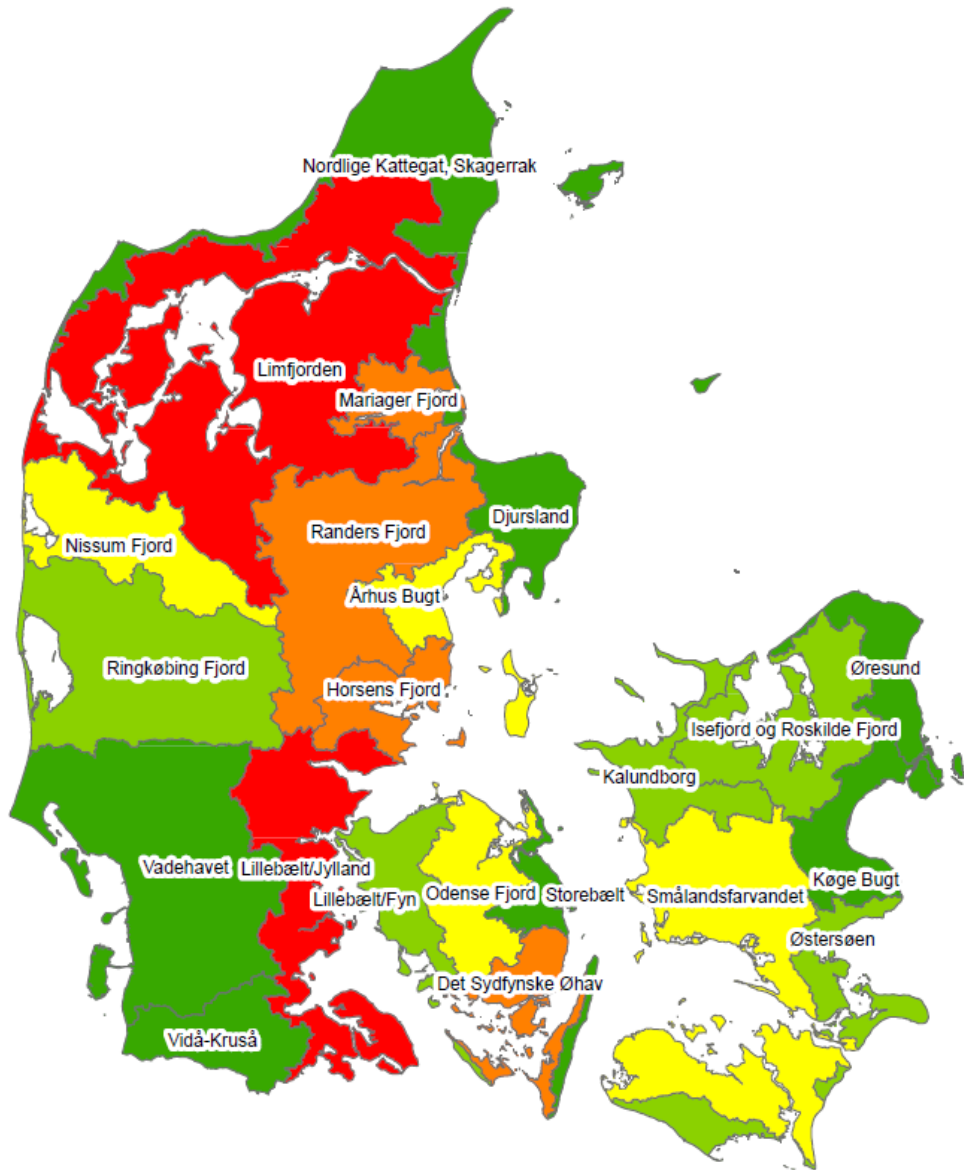 Nordlige Kattegat, Skagerrak
Limfjorden
Mariager Fjord
Djursland
Randers Fjord
Nissum Fjord
Århus Bugt
Ringkøbing Fjord
Horsens Fjord
Øresund
Isefjord og Roskilde Fjord
Kalundborg
Vadehavet
Lillebælt/Jylland
Lillebælt/Fyn
Odense Fjord
Storebælt
Smålandsfarvandet
Køge Bugt
Østersøen
Det Sydfynske Øhav
Vidå-Kruså